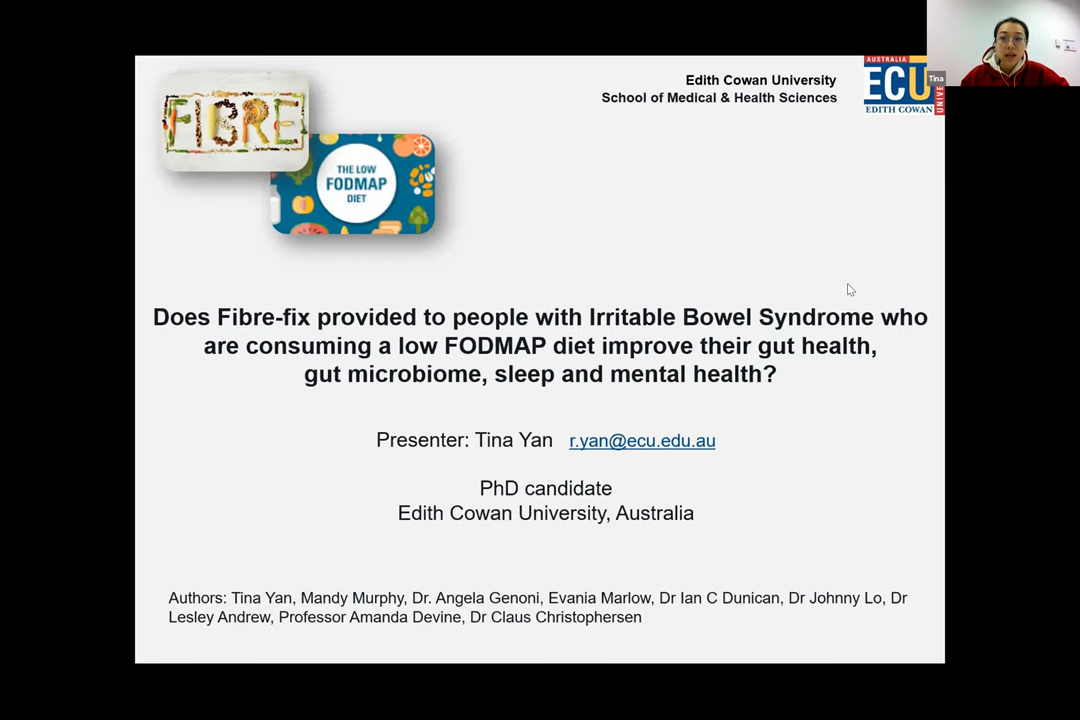 Edith Cowan University
School of Medical & Health Sciences
AUSTRALIA
ECU
EDITH COWAN
UNIVE
Tina
FIBRE
THE LOW
FODMAP
DIET
Does Fibre-fix provided to people with Irritable Bowel Syndrome who
are consuming a low FODMAP diet improve their gut health,
gut microbiome, sleep and mental health?
Presenter: Tina Yan r.yan@ecu.edu.au
PhD candidate
Edith Cowan University, Australia
Authors: Tina Yan, Mandy Murphy, Dr. Angela Genoni, Evania Marlow, Dr Ian C Dunican, Dr Johnny Lo, Dr
Lesley Andrew, Professor Amanda Devine, Dr Claus Christophersen